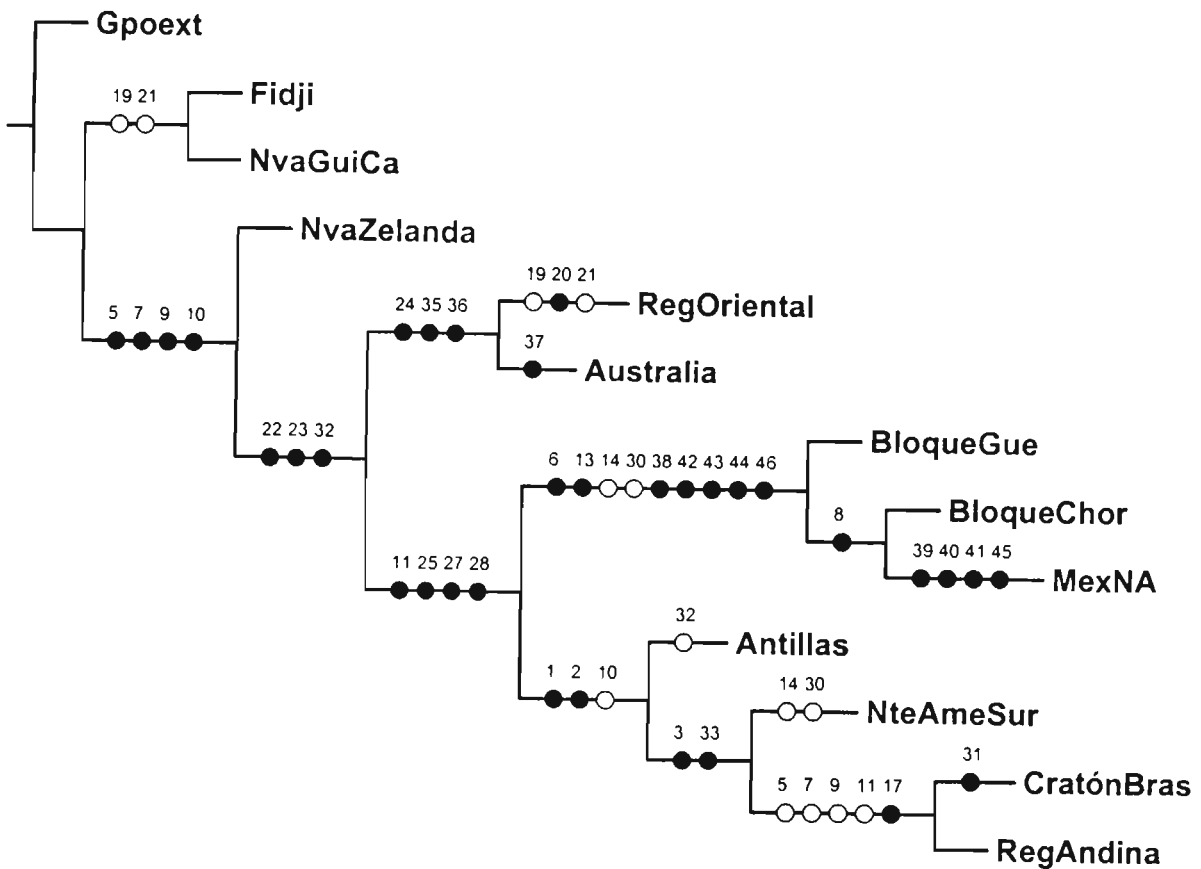 Gpoext
19 21
Fidji
NvaGuiCa
NvaZelanda
5 7 9 10
19 20 21
RegOriental
24 35 36
37
Australia
22 23 32
BloqueGue
6 13 14 30 38 42 43 44 46
8
BloqueChor
39 40 41 45
MexNA
11 25 27 28
32
Antillas
1 2 10
14 30
NteAmeSur
3 33
31
CratónBras
5 7 9 11 17
RegAndina